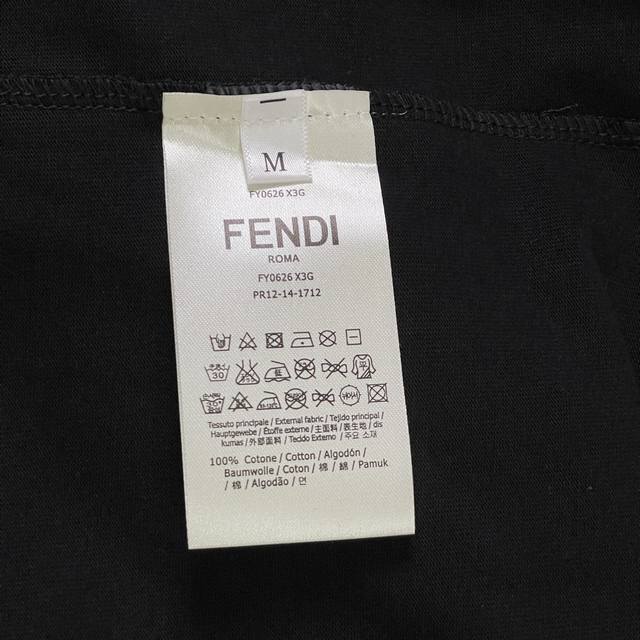 M
FY0626 X3G
FENDI
ROMA
FY0626 X3G
PR12-14-1712
30
Tessuto principale / External fabric / Tejido principal /
Hauptgewebe / Étoffe externe / 主面料 / 表生地 / dis
kumas / 外部面料 / Tecido Externo / 주요 소재
100% Cotone / Cotton / Algodón /
Baumwolle / Coton / 棉 / 綿 / Pamuk
/ 棉 / Algodão / 면